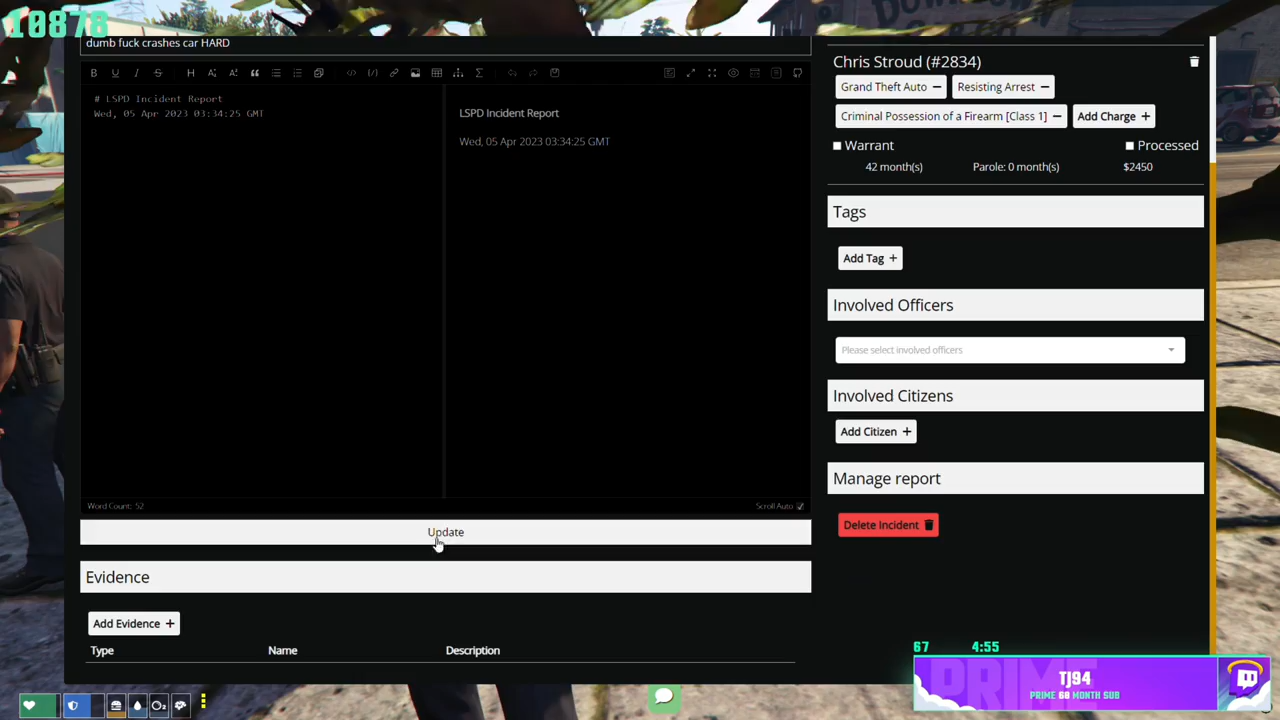 10878
dumb fuck crashes car HARD
# LSPD Incident Report
Wed, 05 Apr 2023 03:34:25 GMT
LSPD Incident Report
Wed, 05 Apr 2023 03:34:25 GMT
Word Count: 52
Scroll Auto
Update
Evidence
Add Evidence +
Type Name Description
Chris Stroud (#2834)
Grand Theft Auto − Resisting Arrest −
Criminal Possession of a Firearm [Class 1] − Add Charge +
Warrant Processed
42 month(s) Parole: 0 month(s) $2450
Tags
Add Tag +
Involved Officers
Please select involved officers
Involved Citizens
Add Citizen +
Manage report
Delete Incident
67 4:55
TJ94
PRIME 68 MONTH SUB
PRIME